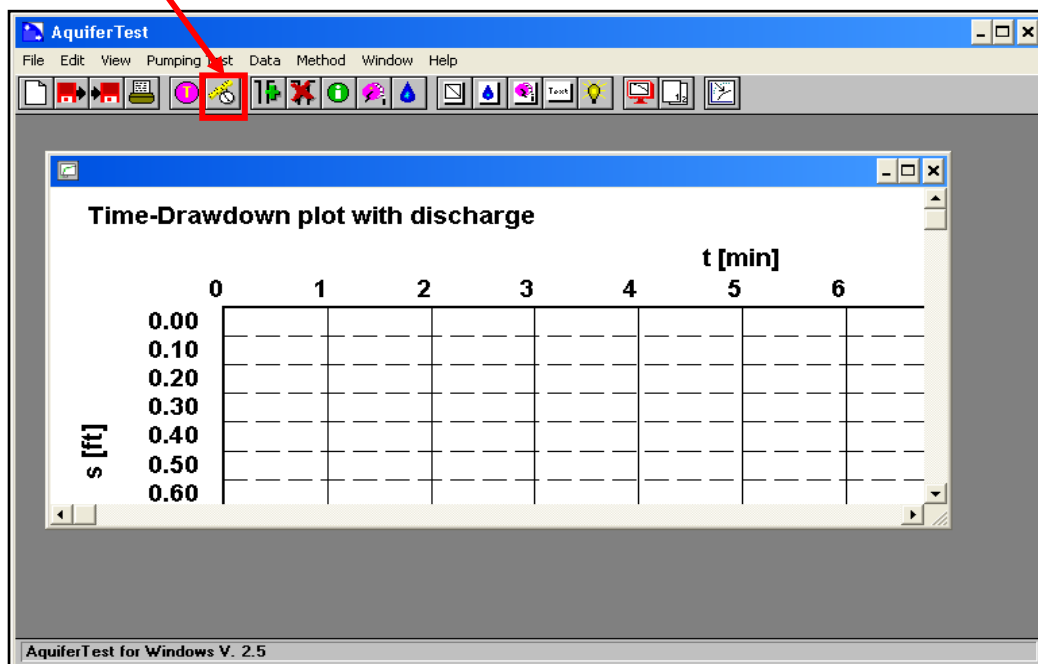 AquiferTest
File Edit View Pumping Test Data Method Window Help
T Text 1 2
Time-Drawdown plot with discharge
t [min]
0 1 2 3 4 5 6
0.00
0.10
0.20
0.30
0.40
s [ft]
0.50
0.60
AquiferTest for Windows V. 2.5